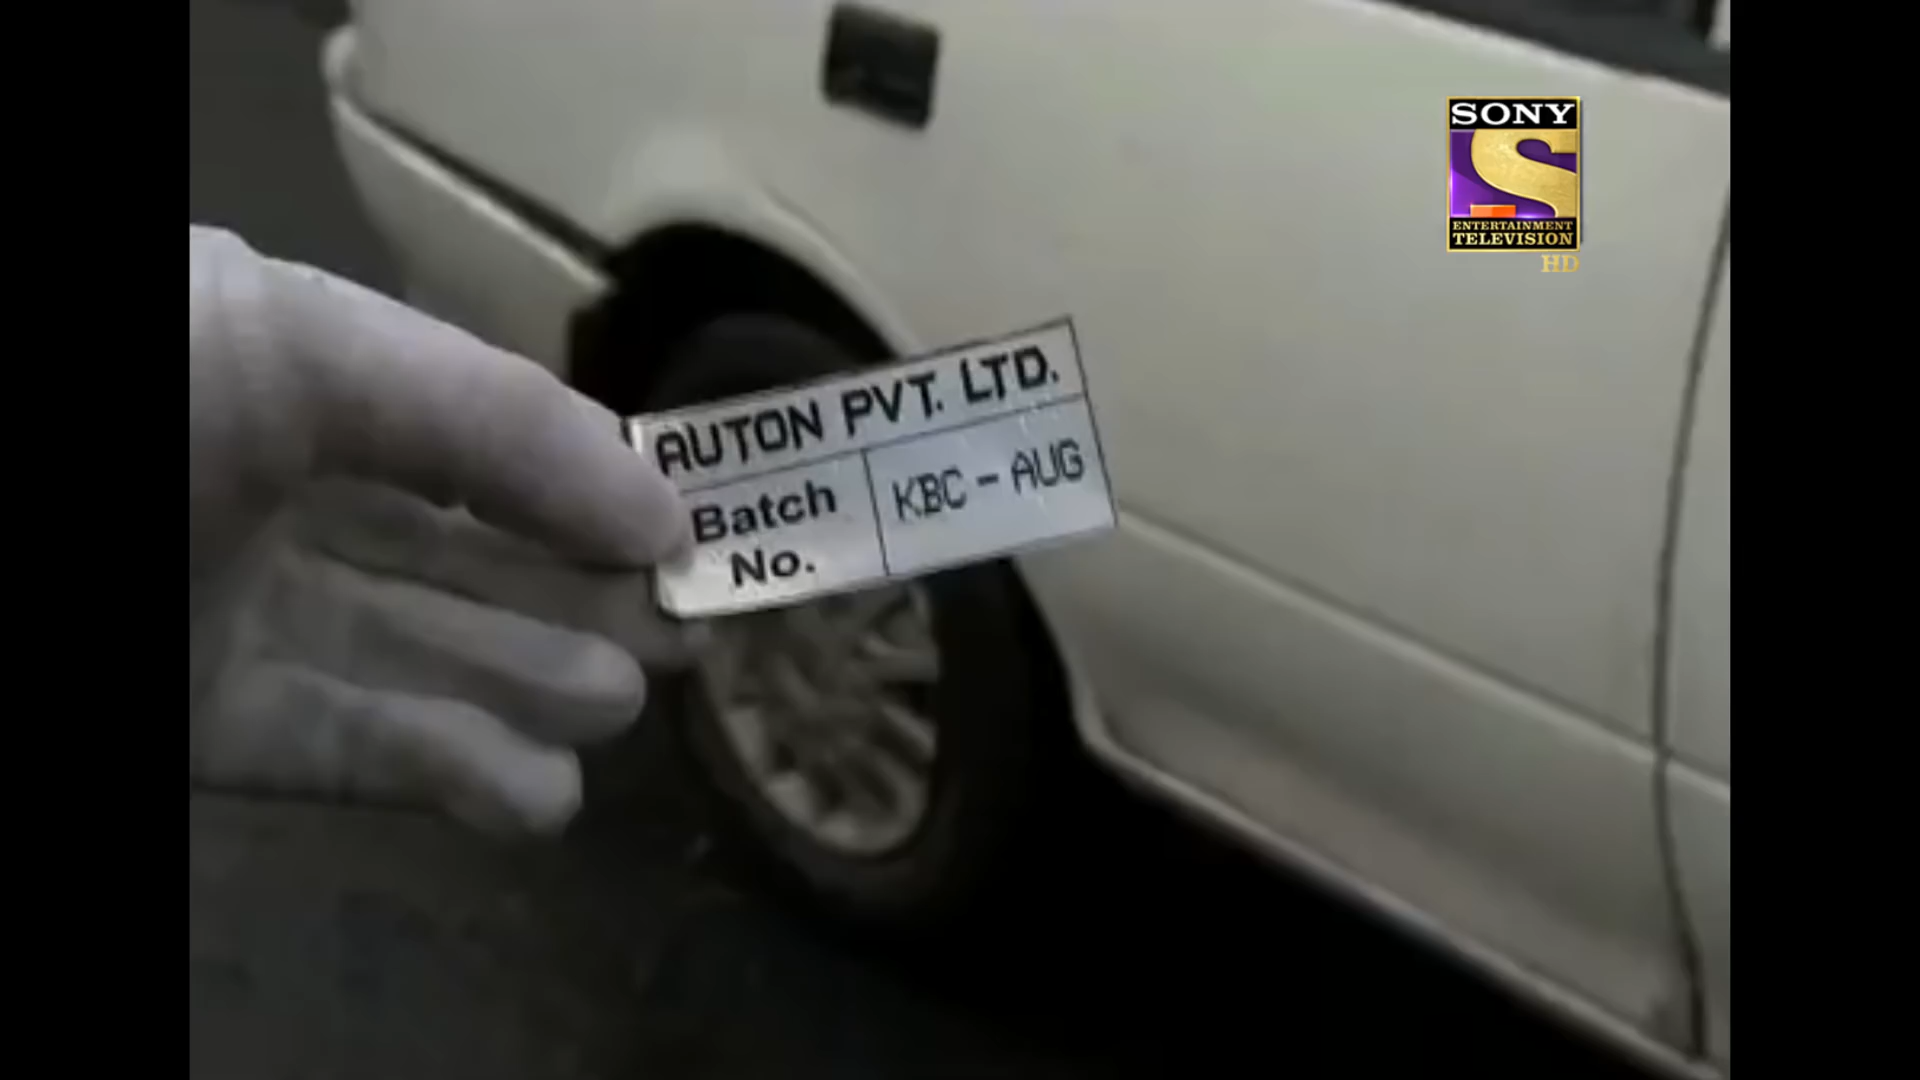 SONY
ENTERTAINMENT
TELEVISION
HD
AUTON PVT. LTD.
Batch
No.
KBC - AUG